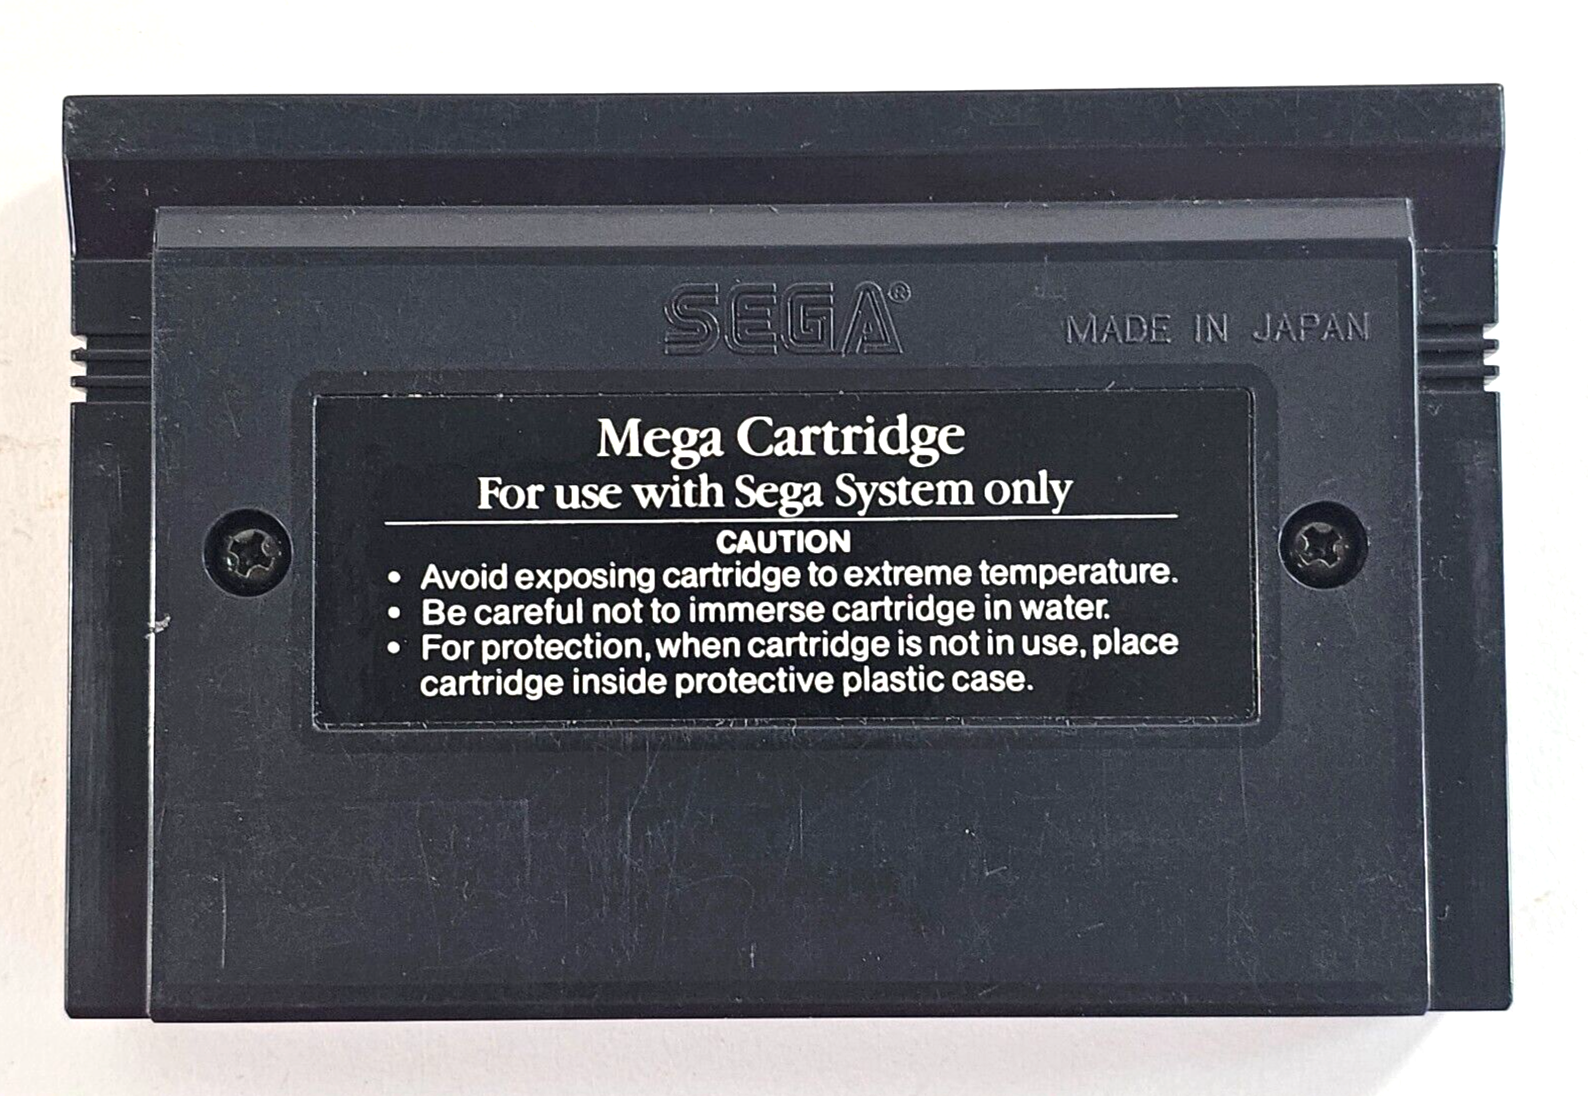 SEGA®
MADE IN JAPAN
Mega Cartridge
For use with Sega System only
CAUTION
• Avoid exposing cartridge to extreme temperature.
• Be careful not to immerse cartridge in water.
• For protection, when cartridge is not in use, place
cartridge inside protective plastic case.